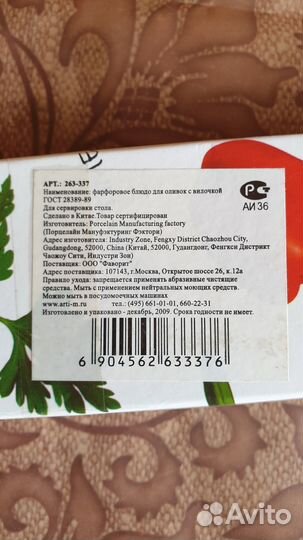 АРТ.: 263-337
Наименование: фарфоровое блюдо для оливок с вилочкой
ГОСТ 28389-89
Для сервировки стола.
Сделано в Китае.Товар сертифицирован
Изготовитель: Porcelain Manufacturing factory
(Порцелайн Мануфэктуринг Фэктори)
Адрес изготовителя: Industry Zone, Fengxy District Chaozhou City,
Gudangdong, 52000, China (Китай, 52000, Гудангдонг, Фенгкси Дистрикт
Чаожоу Сити, Индустри Зон)
Поставщик: ООО "Фаворит"
Адрес поставщика: 107143, г.Москва, Открытое шоссе 26, к.12а
Правило ухода: запрещается применять абразивные чистящие
средства. Мыть с применением нейтральных моющих средств.
Можно мыть в посудомоечных машинах
www.arti-m.ru тел.: (495) 661-01-01, 660-22-31
Изготовлено и упаковано - декабрь, 2009. Срока годности не имеет.
6 904562 633376
АИ 36
Avito